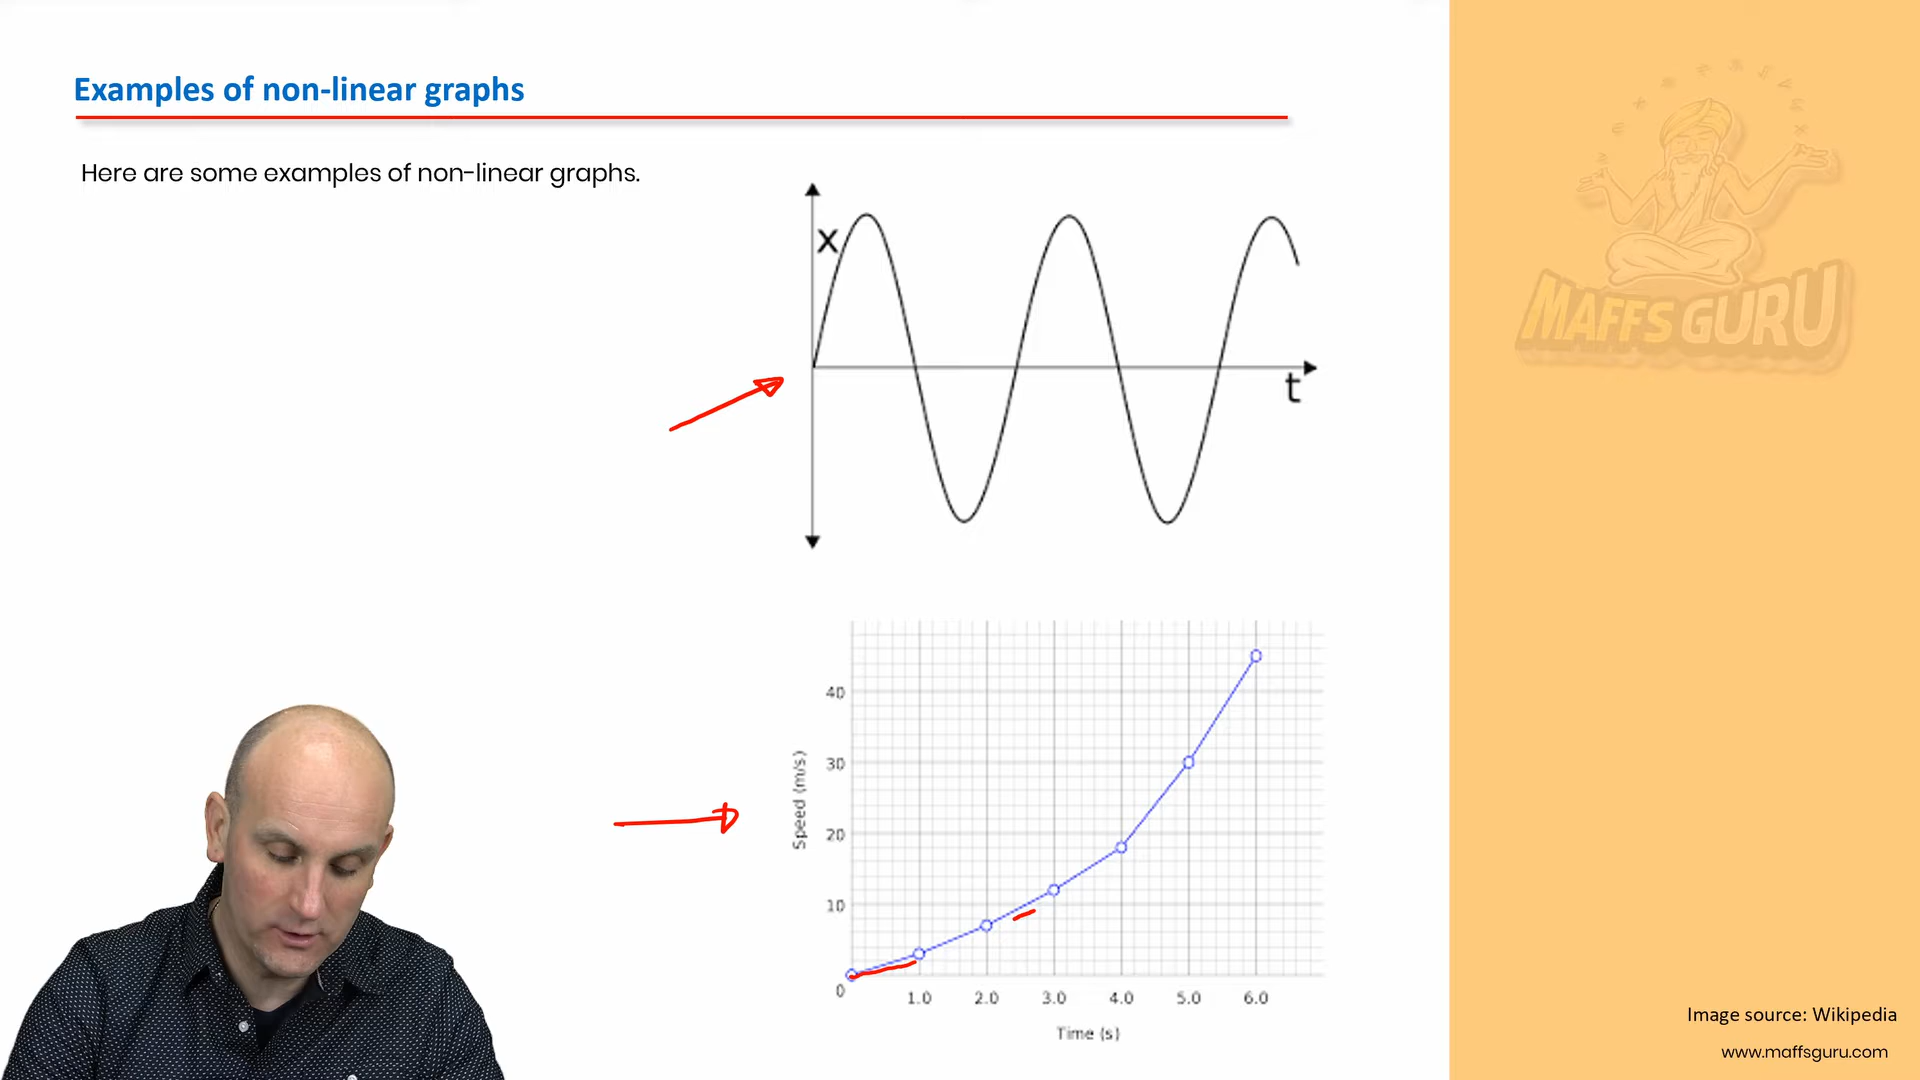 Examples of non-linear graphs
Here are some examples of non-linear graphs.
x
t
40
30
20
10
0
1.0 2.0 3.0 4.0 5.0 6.0
Speed (m/s)
Time (s)
MAFFS GURU
Image source: Wikipedia
www.maffsguru.com